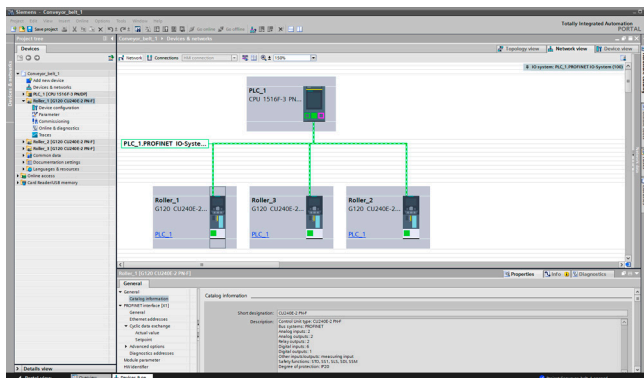 Siemens - Conveyor_belt_1
Totally Integrated Automation
PORTAL
Save project
Go online
Go offline
Project tree
Conveyor_belt_1 ▸ Devices & networks
Devices
Topology view
Network view
Device view
Network
Connections
HMI connection
150%
IO system: PLC_1.PROFINET IO-System (100)
Conveyor_belt_1
Add new device
Devices & networks
PLC_1 [CPU 1516F-3 PN/DP]
Roller_1 [G120 CU240E-2 PN-F]
Device configuration
Parameter
Commissioning
Online & diagnostics
Traces
Roller_2 [G120 CU240E-2 PN-F]
Roller_3 [G120 CU240E-2 PN-F]
Common data
Documentation settings
Languages & resources
Online access
Card Reader/USB memory
PLC_1
CPU 1516F-3 PN...
PLC_1.PROFINET IO-Syste...
Roller_1
G120 CU240E-2...
PLC_1
Roller_3
G120 CU240E-2...
PLC_1
Roller_2
G120 CU240E-2...
PLC_1
Roller_1 [G120 CU240E-2 PN-F]
Properties
Info
Diagnostics
General
General
Catalog information
PROFINET interface [X1]
General
Ethernet addresses
Cyclic data exchange
Actual value
Setpoint
Advanced options
Diagnostics addresses
Module parameter
HW identifier
Catalog information
Short designation: CU240E-2 PN-F
Description: Control Unit type: CU240E-2 PN-F
Bus systems: PROFINET
Analog inputs: 2
Analog outputs: 2
Relay outputs: 2
Digital inputs: 6
Digital outputs: 1
Other inputs/outputs: measuring input
Safety functions: STO, SS1, SLS, SDI, SSM
Degree of protection: IP20
Details view